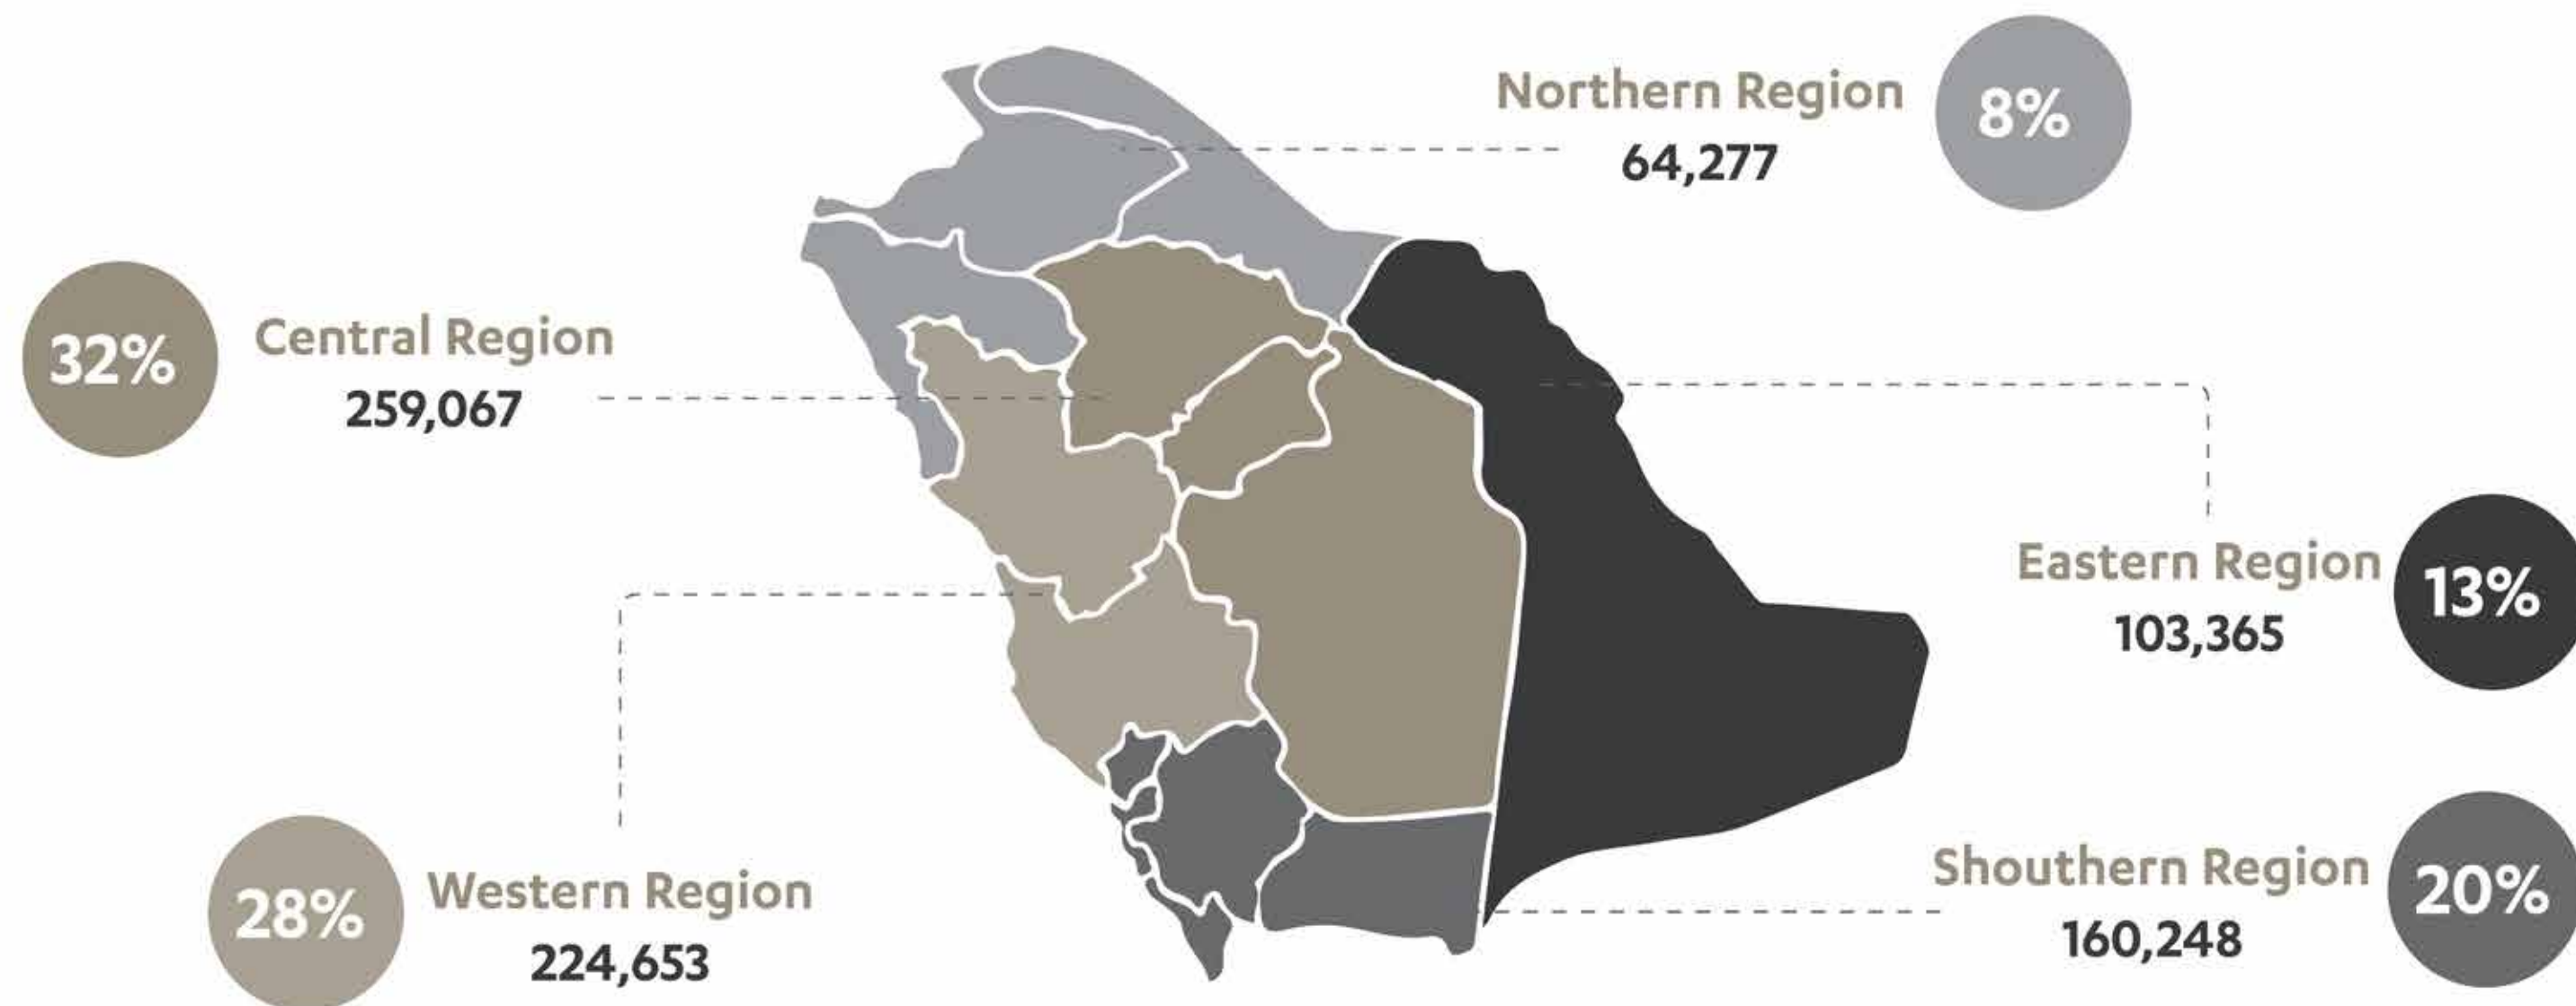 Northern Region
64,277
8%
32%
Central Region
259,067
Eastern Region
103,365
13%
28%
Western Region
224,653
Shouthern Region
160,248
20%